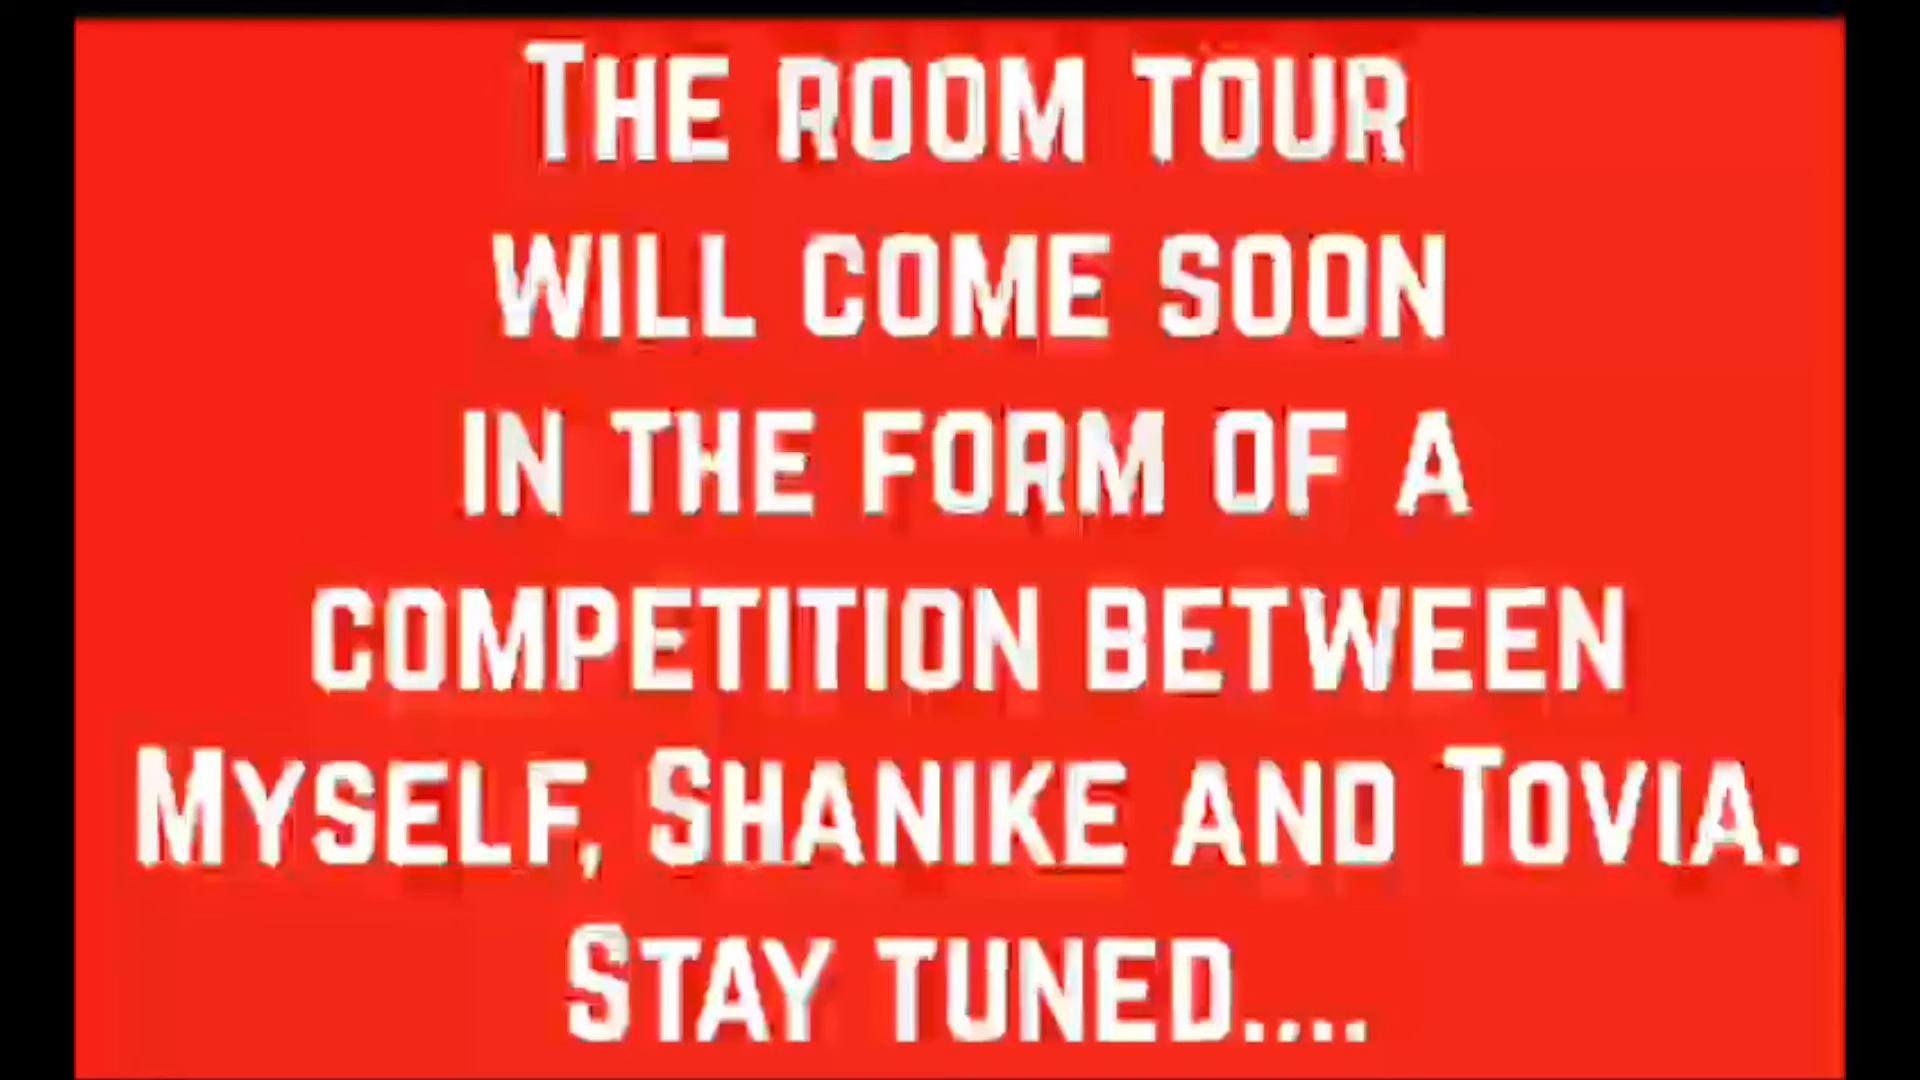 The room tour
will come soon
in the form of a
competition between
Myself, Shanike and Tovia.
Stay tuned....